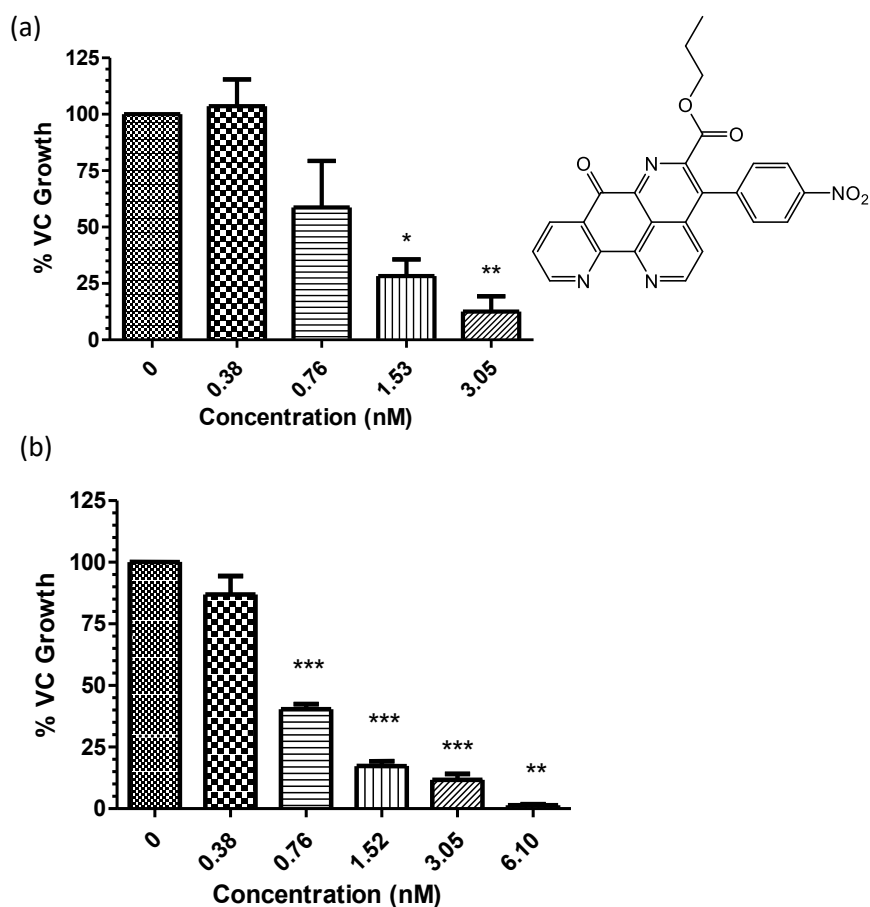 (a)
% VC Growth
125
100
75
50
25
0
*
**
0
0.38
0.76
1.53
3.05
Concentration (nM)
O
O
O
N
NO2
N
N
(b)
% VC Growth
125
100
75
50
25
0
***
***
***
**
0
0.38
0.76
1.52
3.05
6.10
Concentration (nM)